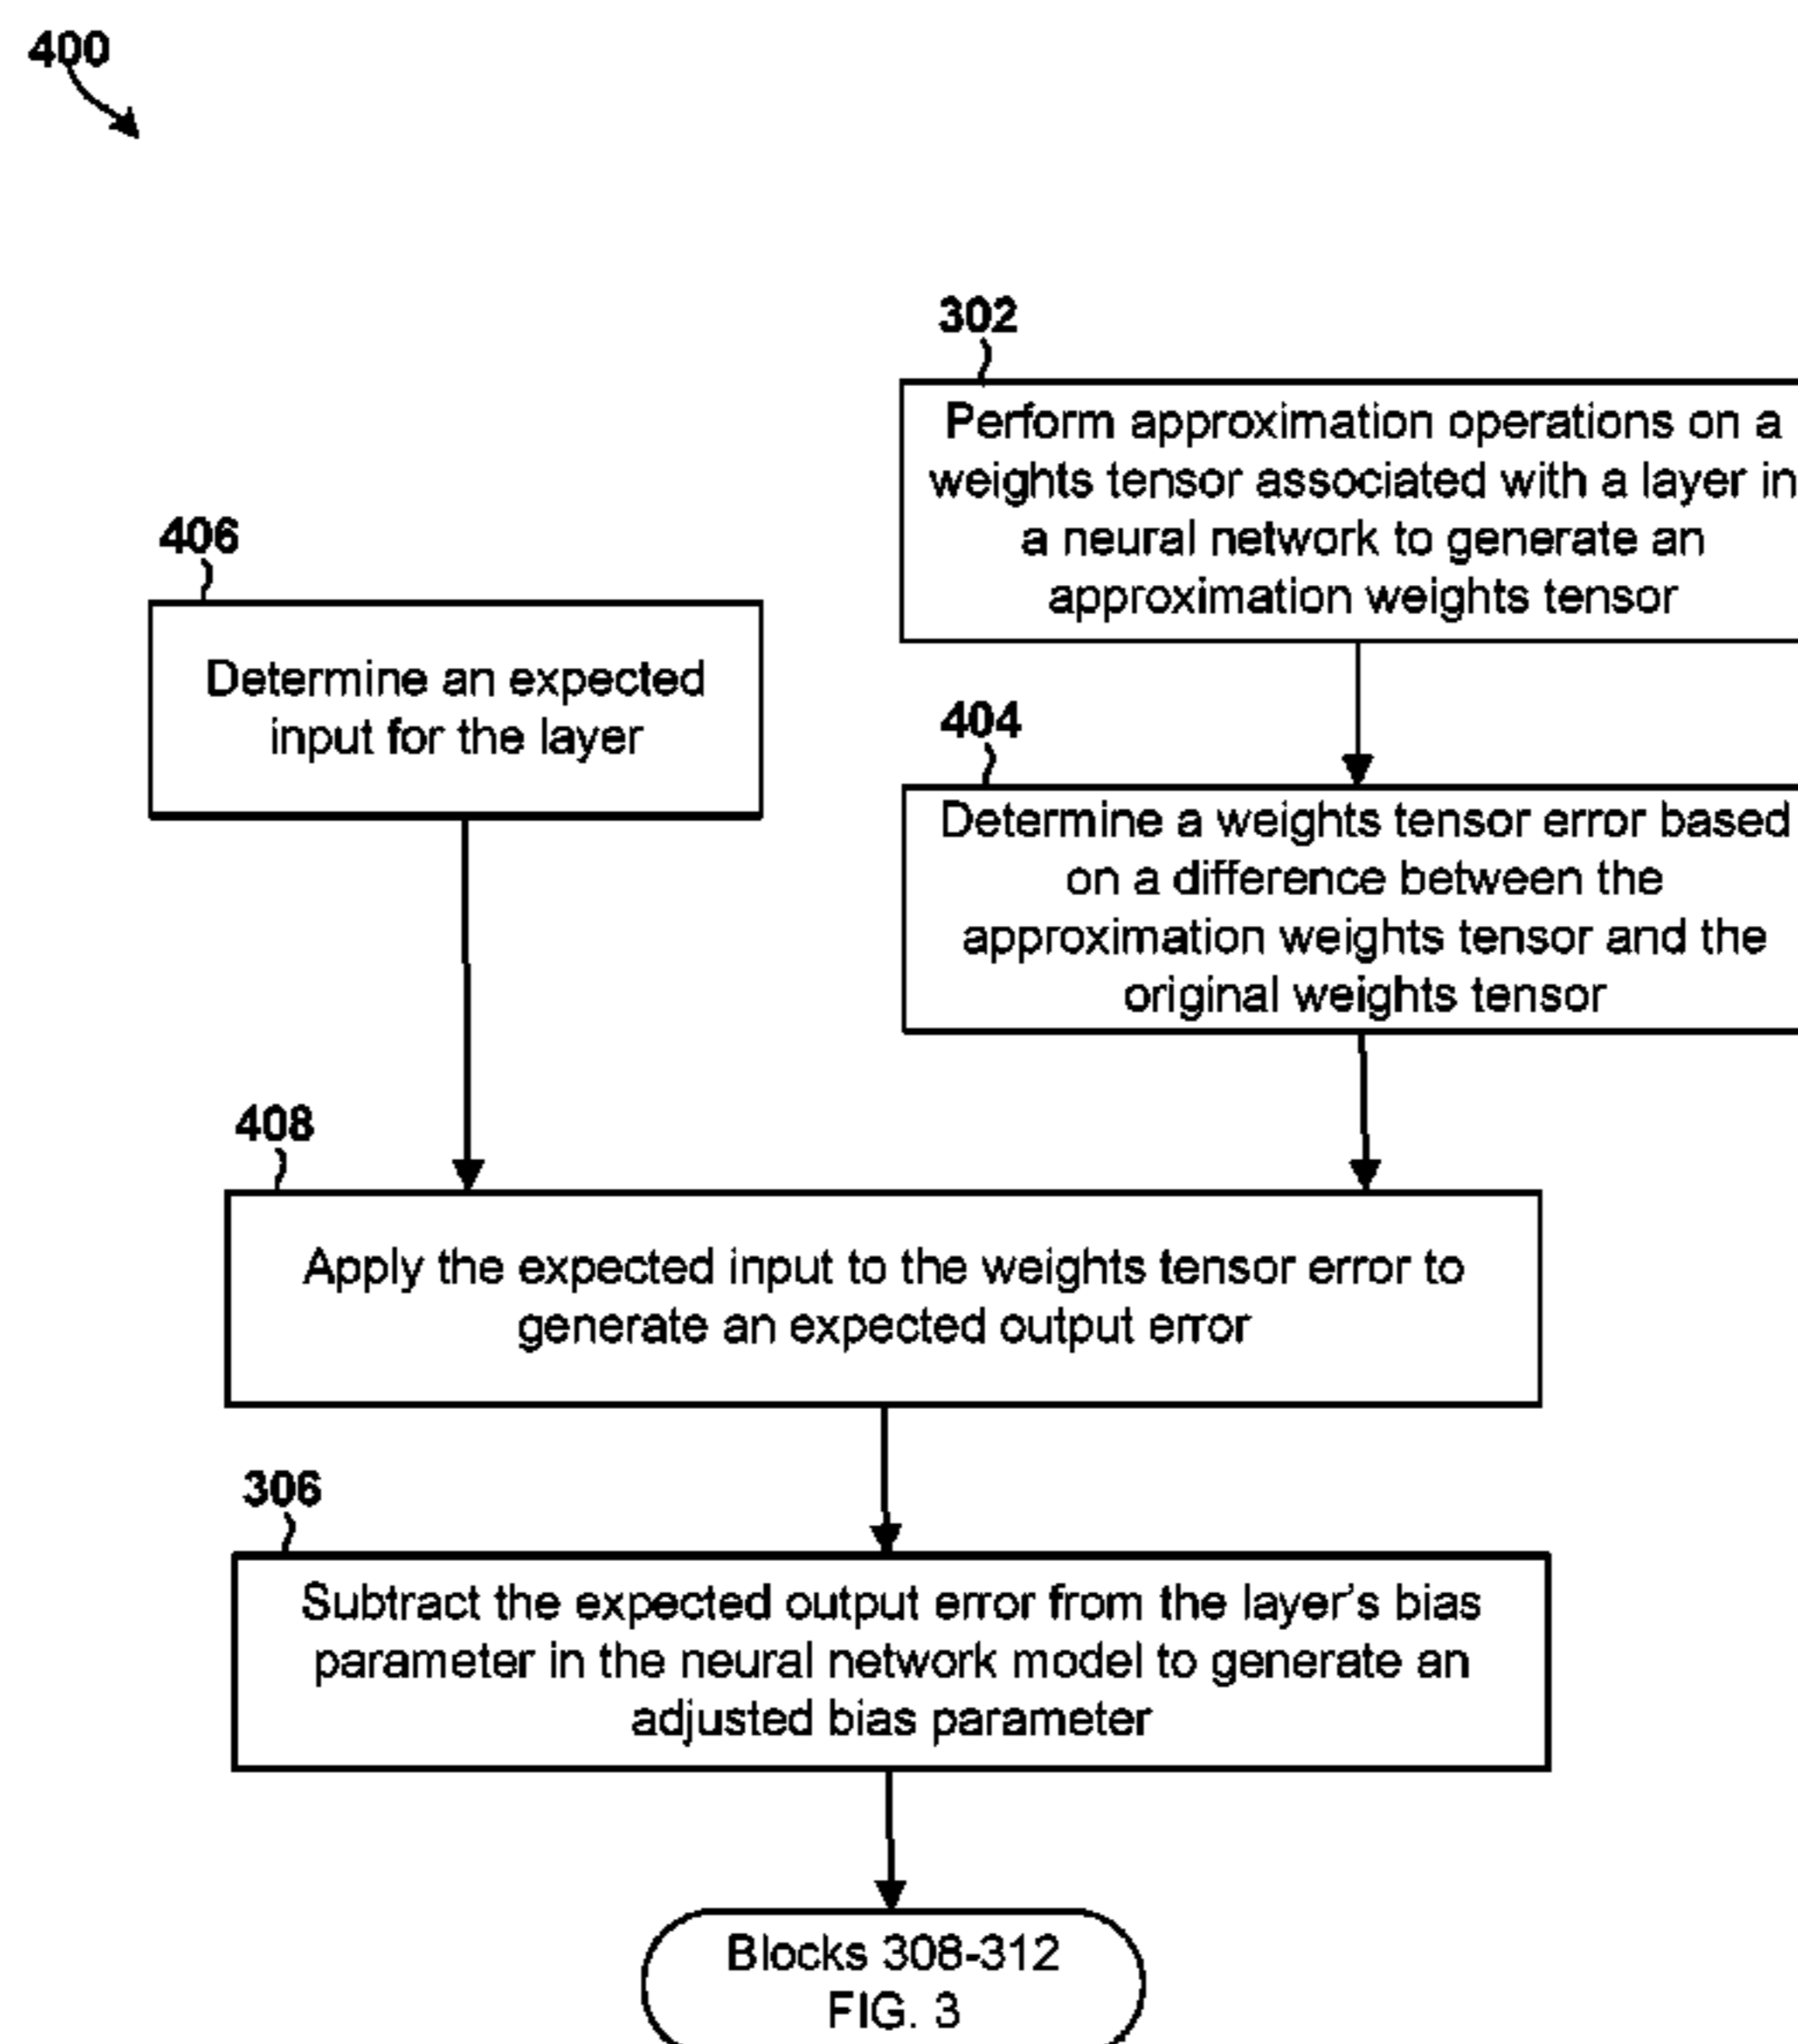 400
302
Perform approximation operations on a
weights tensor associated with a layer in
a neural network to generate an
approximation weights tensor
406
Determine an expected
input for the layer
404
Determine a weights tensor error based
on a difference between the
approximation weights tensor and the
original weights tensor
408
Apply the expected input to the weights tensor error to
generate an expected output error
306
Subtract the expected output error from the layer's bias
parameter in the neural network model to generate an
adjusted bias parameter
Blocks 308-312
FIG. 3